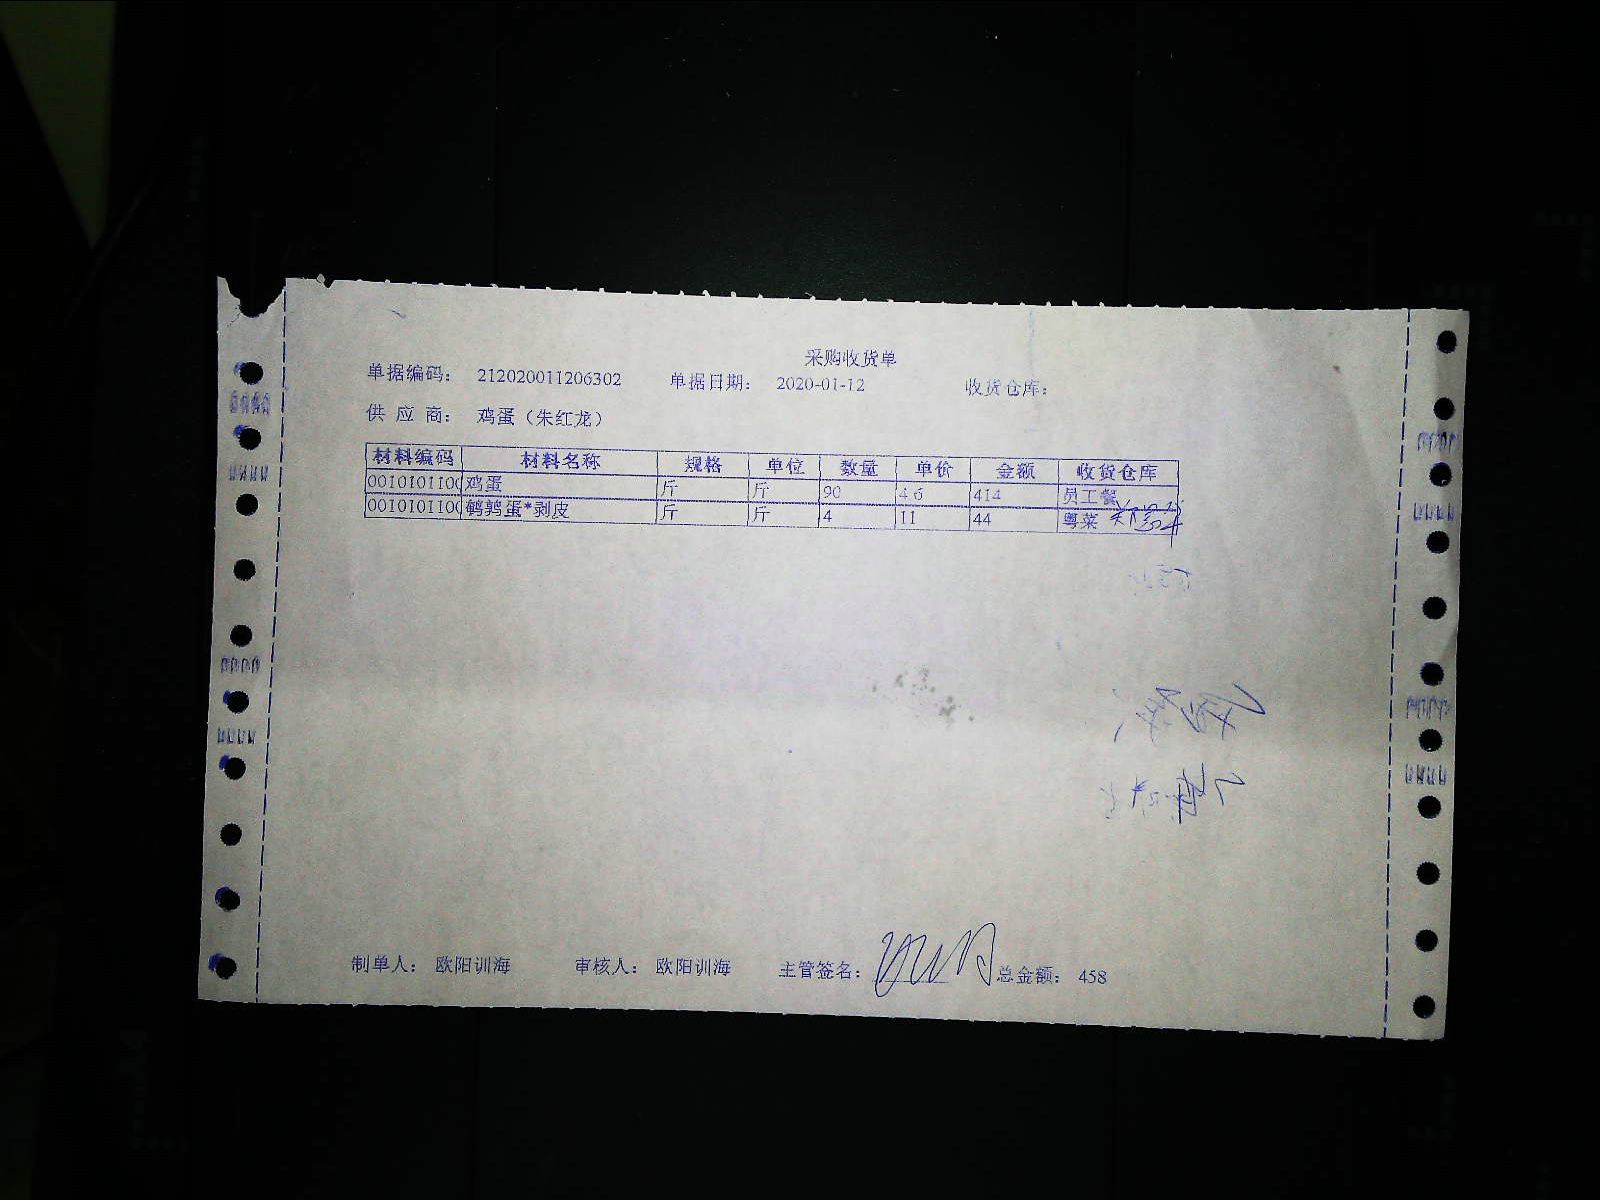 采购收货单
单据编码： 212020011206302 单据日期： 2020-01-12 收货仓库：
供 应 商： 鸡蛋（朱红龙）
材料编码 材料名称 规格 单位 数量 单价 金额 收货仓库
0010101100 鸡蛋 斤 斤 90 4.6 414 员工餐
0010101100 鹌鹑蛋*剥皮 斤 斤 4 11 44 粤菜
制单人： 欧阳训海 审核人： 欧阳训海 主管签名： 总金额： 458